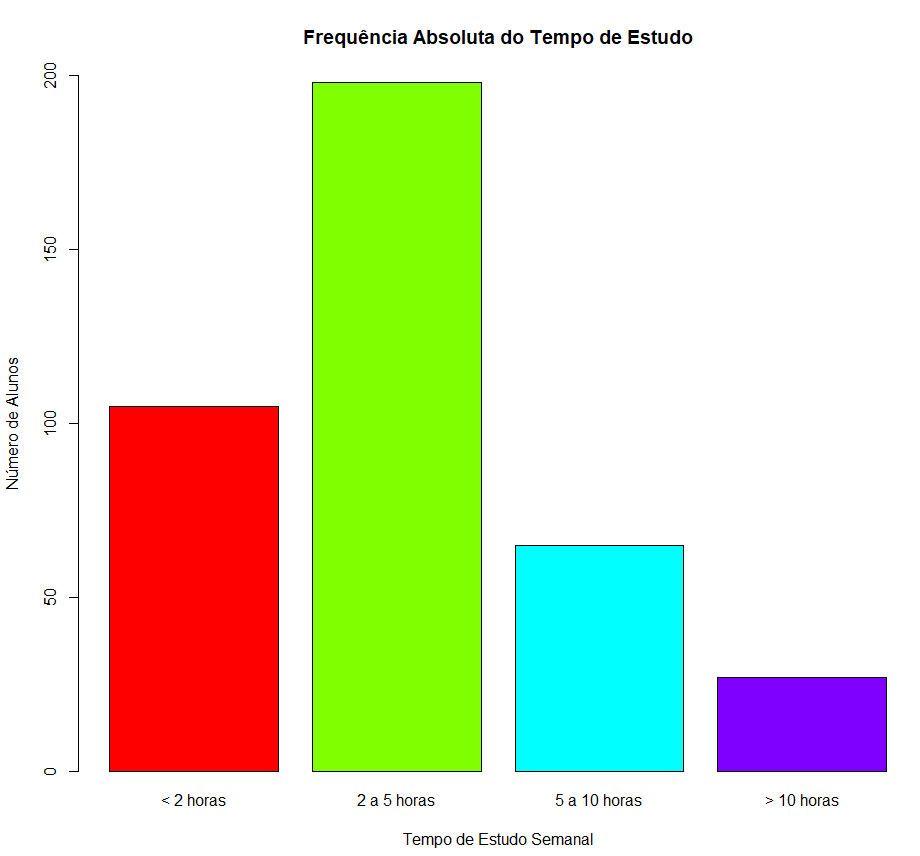 Frequência Absoluta do Tempo de Estudo
Número de Alunos
200
150
100
50
0
< 2 horas
2 a 5 horas
5 a 10 horas
> 10 horas
Tempo de Estudo Semanal